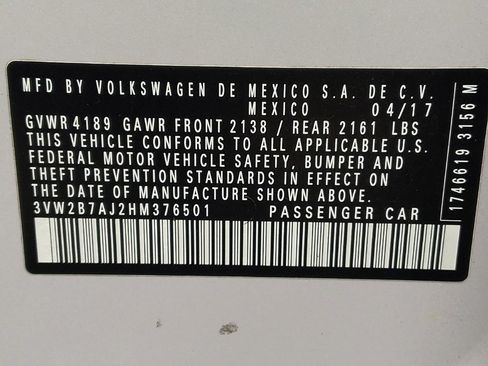 MFD BY VOLKSWAGEN DE MEXICO S.A. DE C.V.
MEXICO 04/17
GVWR 4189 GAWR FRONT 2138 / REAR 2161 LBS
THIS VEHICLE CONFORMS TO ALL APPLICABLE U.S.
FEDERAL MOTOR VEHICLE SAFETY, BUMPER AND
THEFT PREVENTION STANDARDS IN EFFECT ON
THE DATE OF MANUFACTURE SHOWN ABOVE.
3VW2B7AJ2HM376501 PASSENGER CAR
1746619 3156 M